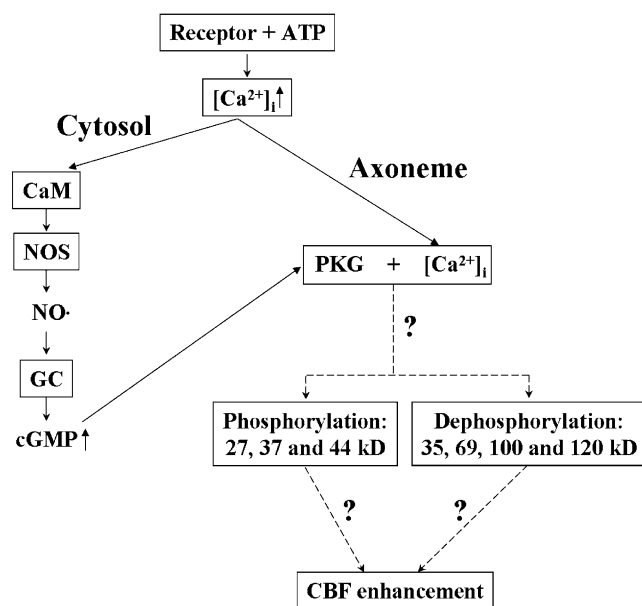 Receptor + ATP
[Ca²⁺]ᵢ↑
Cytosol
Axoneme
CaM
NOS
PKG + [Ca²⁺]ᵢ
NO·
?
GC
cGMP↑
Phosphorylation:
27, 37 and 44 kD
Dephosphorylation:
35, 69, 100 and 120 kD
?
?
CBF enhancement